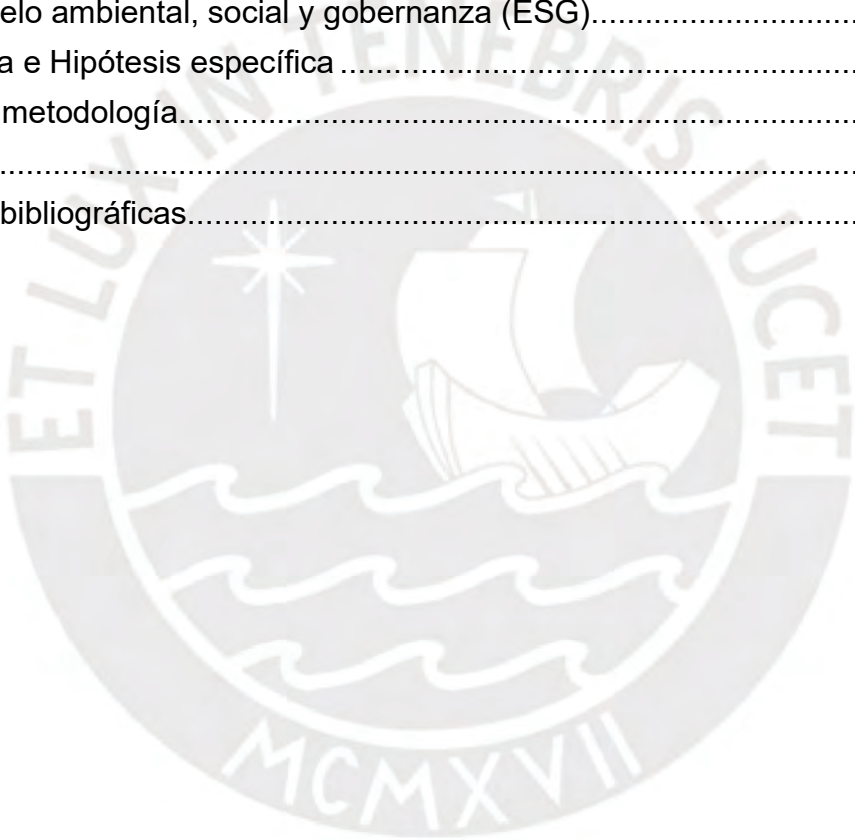 elo ambiental, social y gobernanza (ESG)........................
a e Hipótesis específica ........................................................
metodología............................................................................
....................................................................................................
bibliográficas...........................................................................
ET LUX IN TENEBRIS LUCET
MCMXVII